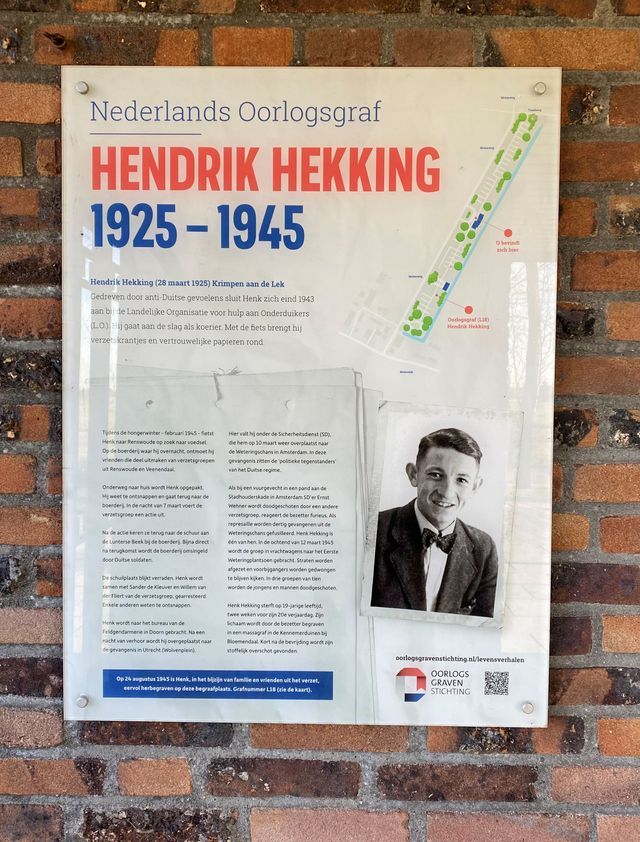 Nederlands Oorlogsgraf
HENDRIK HEKKING
1925 – 1945
U bevindt
zich hier
Oorlogsgraf (L18)
Hendrik Hekking
Hendrik Hekking (28 maart 1925) Krimpen aan de Lek
Gedreven door anti-Duitse gevoelens sluit Henk zich eind 1943
aan bij de Landelijke Organisatie voor hulp aan Onderduikers
(L.O.). Hij gaat aan de slag als koerier. Met de fiets brengt hij
verzetskrantjes en vertrouwelijke papieren rond.
Tijdens de hongerwinter - februari 1945 - fietst
Henk naar Renswoude op zoek naar voedsel.
Op de boerderij waar hij overnacht, ontmoet hij
vrienden die deel uitmaken van verzetsgroepen
uit Renswoude en Veenendaal.
Onderweg naar huis wordt Henk opgepakt.
Hij weet te ontsnappen en gaat terug naar de
boerderij. In de nacht van 7 maart voert de
verzetsgroep een actie uit.
Na de actie keren ze terug naar de schuur aan
de Lunterse Beek bij de boerderij. Bijna direct
na terugkomst wordt de boerderij omsingeld
door Duitse soldaten.
De schuilplaats blijkt verraden. Henk wordt
samen met Sander de Kleuver en Willem van
der Fliert van de verzetsgroep, gearresteerd.
Enkele anderen weten te ontsnappen.
Henk wordt naar het bureau van de
Feldgendarmerie in Doorn gebracht. Na een
nacht van verhoor wordt hij overgeplaatst naar
de gevangenis in Utrecht (Wolvenplein).
Hier valt hij onder de Sicherheitsdienst (SD),
die hem op 10 maart weer overplaatst naar
de Weteringschans in Amsterdam. In deze
gevangenis zitten de 'politieke tegenstanders'
van het Duitse regime.
Als bij een vuurgevecht in een pand aan de
Stadhouderskade in Amsterdam SD'er Ernst
Wehner wordt doodgeschoten door een andere
verzetsgroep, reageert de bezetter furieus. Als
represaille worden dertig gevangenen uit de
Weteringschans gefusilleerd. Henk Hekking is
één van hen. In de ochtend van 12 maart 1945
wordt de groep in vrachtwagens naar het Eerste
Weteringplantsoen gebracht. Straten worden
afgezet en voorbijgangers worden gedwongen
te blijven kijken. In drie groepen van tien
worden de jongens en mannen doodgeschoten.
Henk Hekking sterft op 19-jarige leeftijd,
twee weken voor zijn 20e verjaardag. Zijn
lichaam wordt door de bezetter begraven
in een massagraf in de Kennemerduinen bij
Bloemendaal. Kort na de bevrijding wordt zijn
stoffelijk overschot gevonden.
Op 24 augustus 1945 is Henk, in het bijzijn van familie en vrienden uit het verzet,
eervol herbegraven op deze begraafplaats. Grafnummer L18 (zie de kaart).
oorlogsgravenstichting.nl/levensverhalen
OORLOGS
GRAVEN
STICHTING